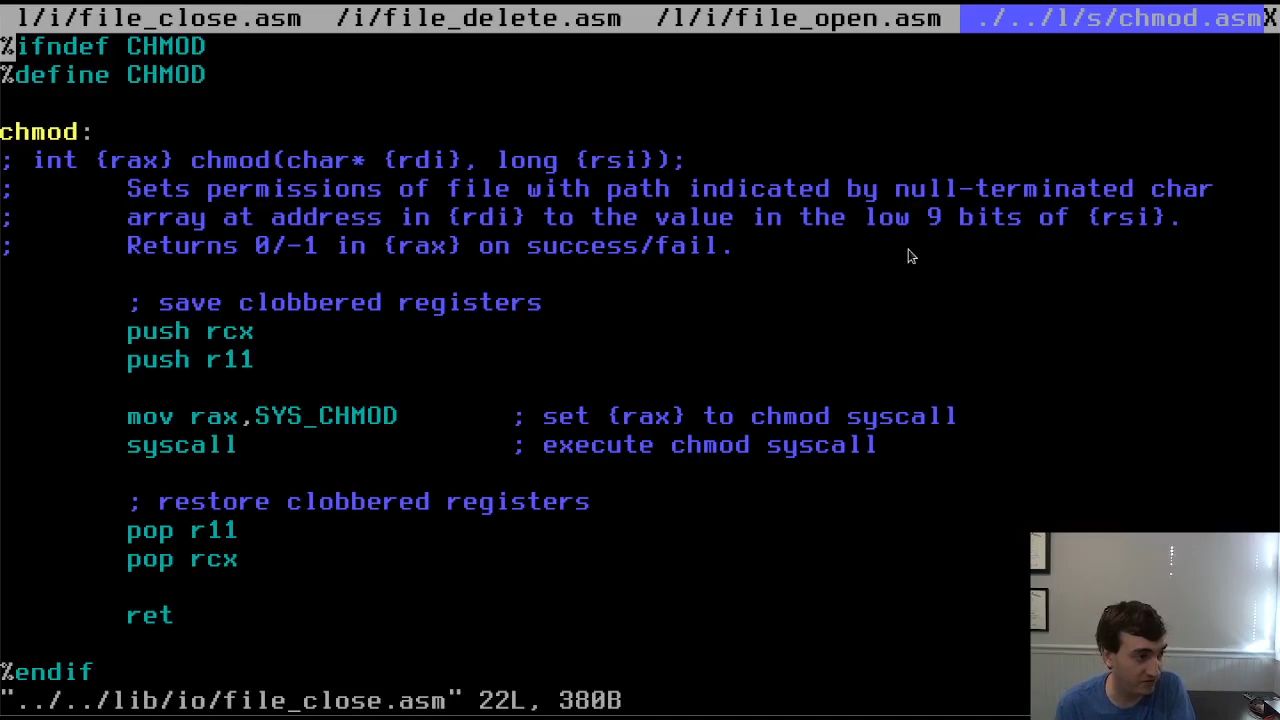 l/i/file_close.asm  /i/file_delete.asm  /l/i/file_open.asm  ./../l/s/chmod.asmX
%ifndef CHMOD
%define CHMOD
chmod:
; int {rax} chmod(char* {rdi}, long {rsi});
;       Sets permissions of file with path indicated by null-terminated char
;       array at address in {rdi} to the value in the low 9 bits of {rsi}.
;       Returns 0/-1 in {rax} on success/fail.
        ; save clobbered registers
        push rcx
        push r11
        mov rax,SYS_CHMOD       ; set {rax} to chmod syscall
        syscall                 ; execute chmod syscall
        ; restore clobbered registers
        pop r11
        pop rcx
        ret
%endif
"../../lib/io/file_close.asm" 22L, 380B